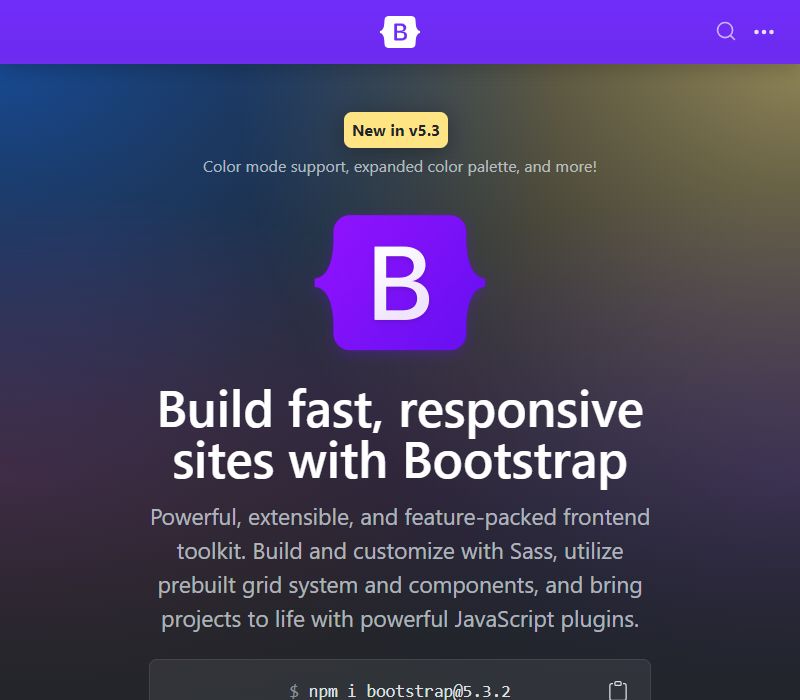 B
New in v5.3
Color mode support, expanded color palette, and more!
B
Build fast, responsive
sites with Bootstrap
Powerful, extensible, and feature-packed frontend
toolkit. Build and customize with Sass, utilize
prebuilt grid system and components, and bring
projects to life with powerful JavaScript plugins.
$ npm i bootstrap@5.3.2